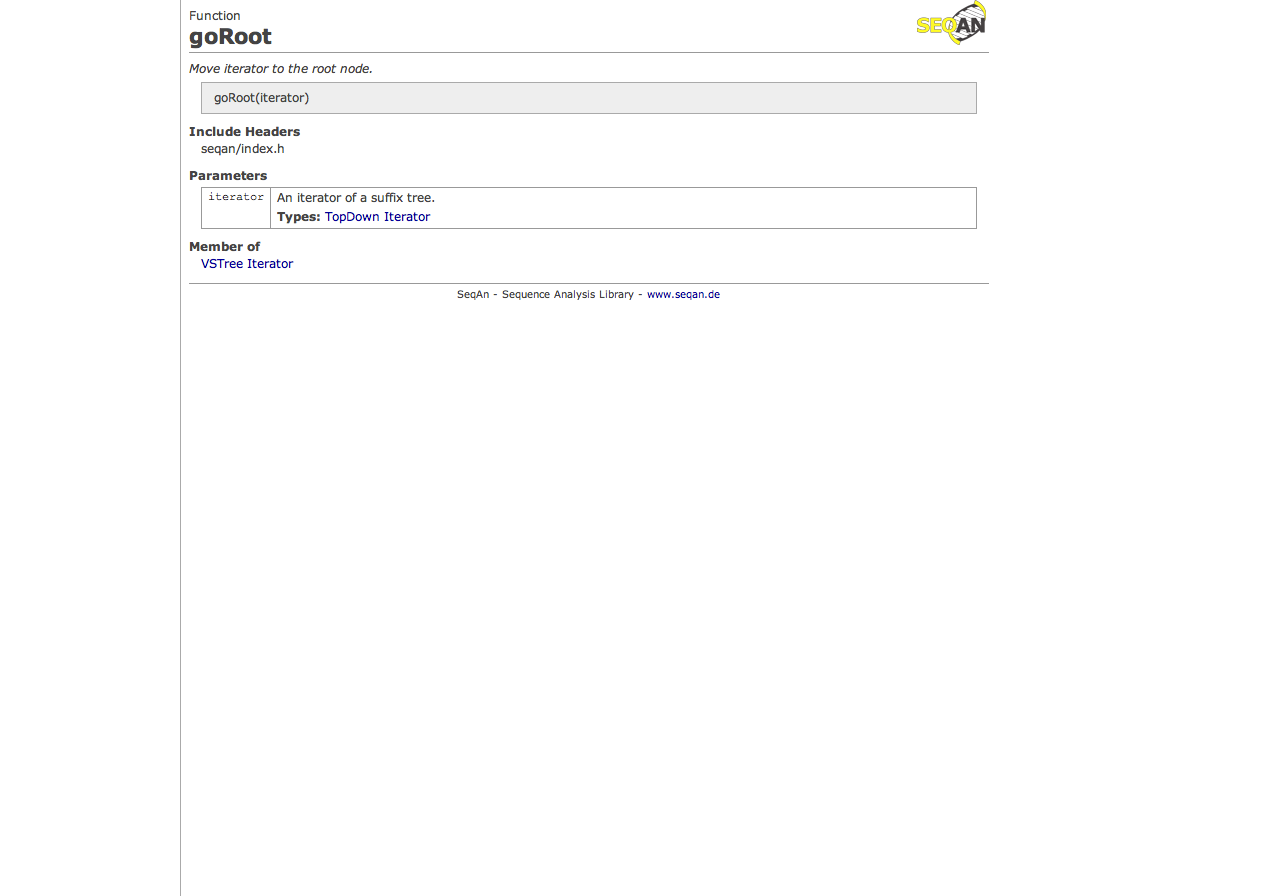 Function
SEQAN
goRoot
Move iterator to the root node.
goRoot(iterator)
Include Headers
seqan/index.h
Parameters
iterator An iterator of a suffix tree.
Types: TopDown Iterator
Member of
VSTree Iterator
SeqAn - Sequence Analysis Library - www.seqan.de